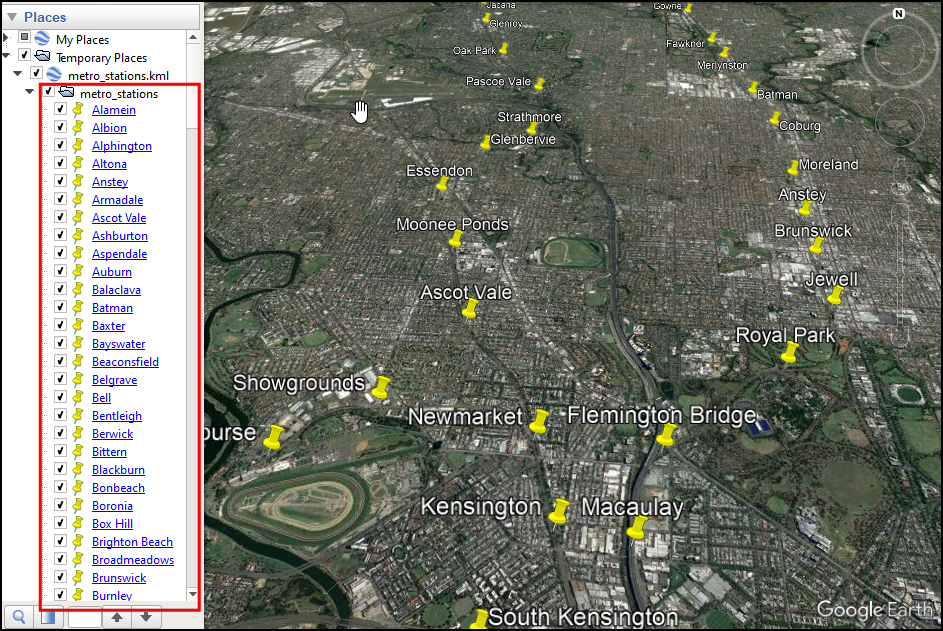 Places
My Places
Temporary Places
metro_stations.kml
metro_stations
Alamein
Albion
Alphington
Altona
Anstey
Armadale
Ascot Vale
Ashburton
Aspendale
Auburn
Balaclava
Batman
Baxter
Bayswater
Beaconsfield
Belgrave
Bell
Bentleigh
Berwick
Bittern
Blackburn
Bonbeach
Boronia
Box Hill
Brighton Beach
Broadmeadows
Brunswick
Burnley
Jacana
Gowrie
N
Glenroy
Oak Park
Fawkner
Merlynston
Pascoe Vale
Batman
Strathmore
Coburg
Glenbervie
Essendon
Moreland
Anstey
Moonee Ponds
Brunswick
Ascot Vale
Jewell
Royal Park
Showgrounds
Newmarket
Flemington Bridge
ourse
Kensington
Macaulay
South Kensington
Google Earth